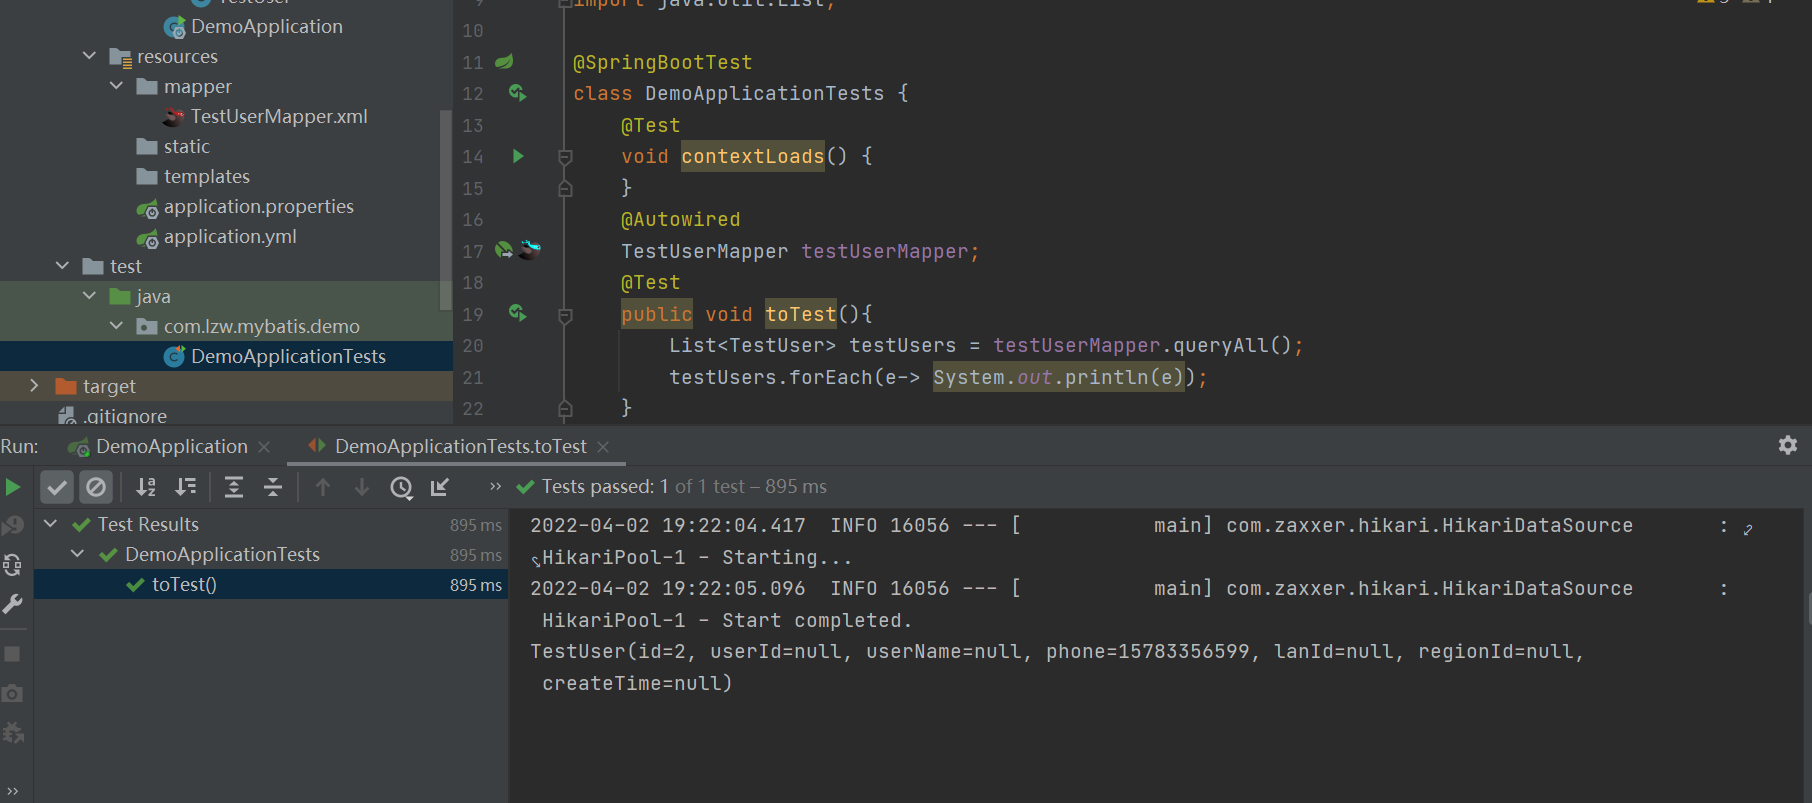 DemoApplication
resources
mapper
TestUserMapper.xml
static
templates
application.properties
application.yml
test
java
com.lzw.mybatis.demo
DemoApplicationTests
target
.gitignore
9 import java.util.List;
10
11 @SpringBootTest
12 class DemoApplicationTests {
13 @Test
14 void contextLoads() {
15 }
16 @Autowired
17 TestUserMapper testUserMapper;
18 @Test
19 public void toTest(){
20 List<TestUser> testUsers = testUserMapper.queryAll();
21 testUsers.forEach(e-> System.out.println(e));
22 }
Run: DemoApplication × DemoApplicationTests.toTest ×
Tests passed: 1 of 1 test – 895 ms
Test Results 895 ms
DemoApplicationTests 895 ms
toTest() 895 ms
2022-04-02 19:22:04.417 INFO 16056 --- [ main] com.zaxxer.hikari.HikariDataSource :
HikariPool-1 - Starting...
2022-04-02 19:22:05.096 INFO 16056 --- [ main] com.zaxxer.hikari.HikariDataSource :
HikariPool-1 - Start completed.
TestUser(id=2, userId=null, userName=null, phone=15783356599, lanId=null, regionId=null,
createTime=null)